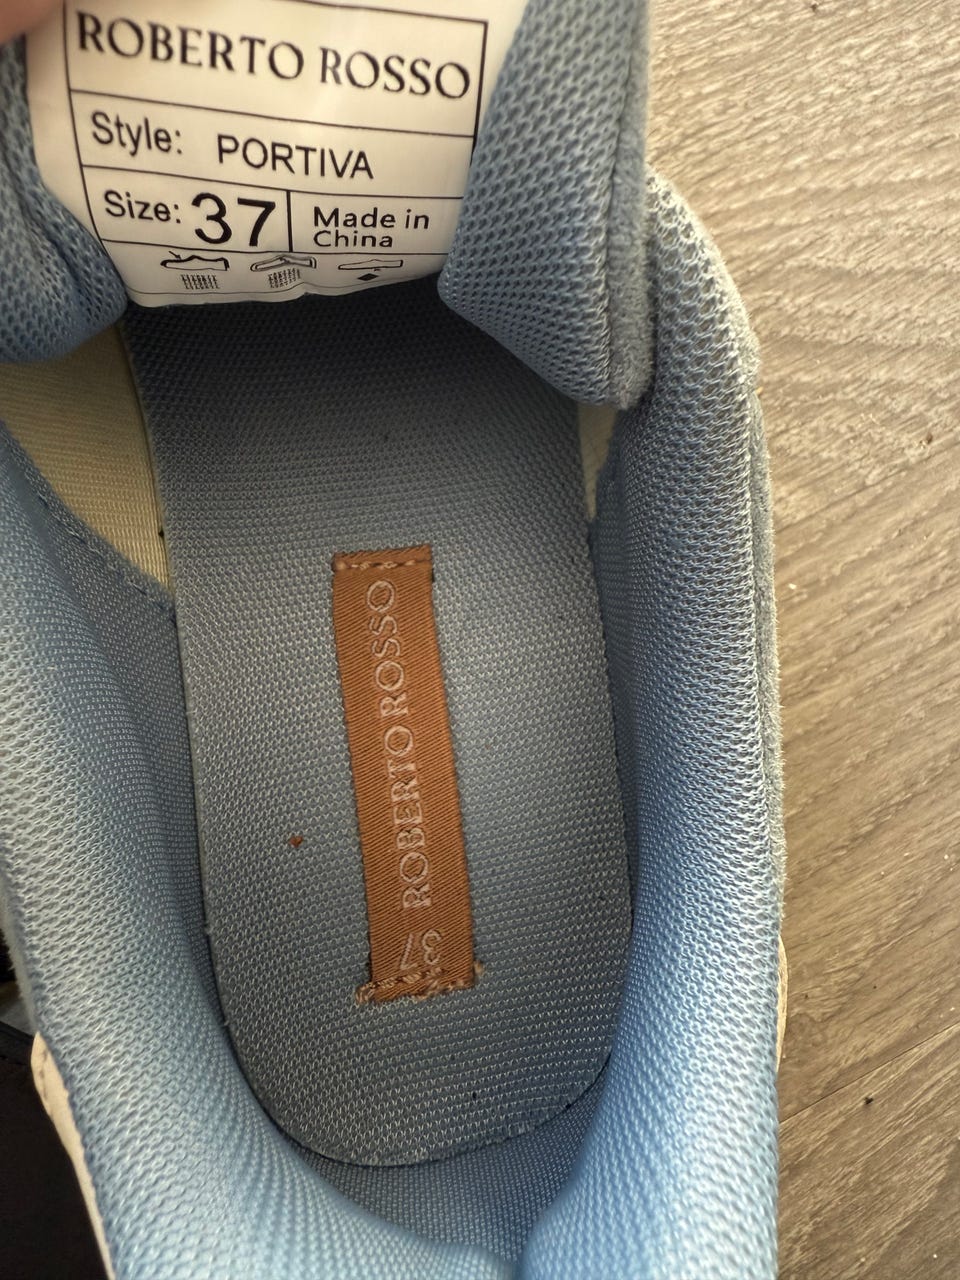 ROBERTO ROSSO
Style: PORTIVA
Size: 37
Made in
China
ROBERTO ROSSO
37